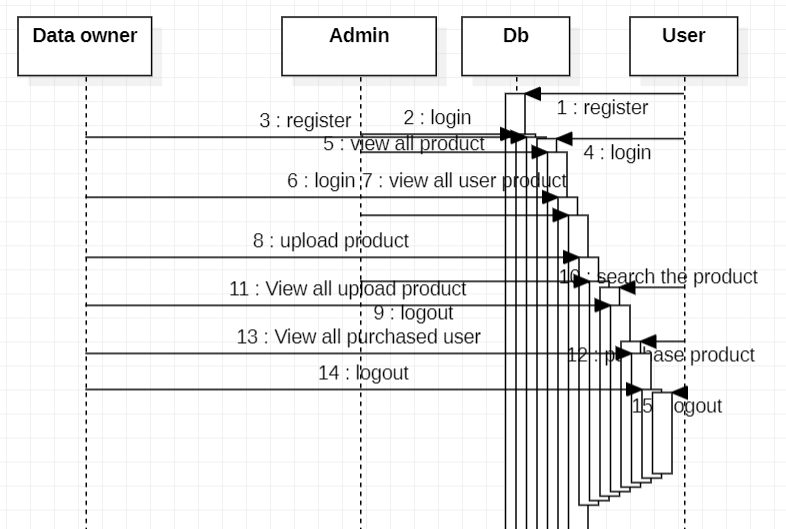 Data owner
Admin
Db
User
1 : register
2 : login
3 : register
4 : login
5 : view all product
6 : login
7 : view all user product
8 : upload product
10 : search the product
11 : View all upload product
9 : logout
13 : View all purchased user
12 : base product
14 : logout
15 ogout